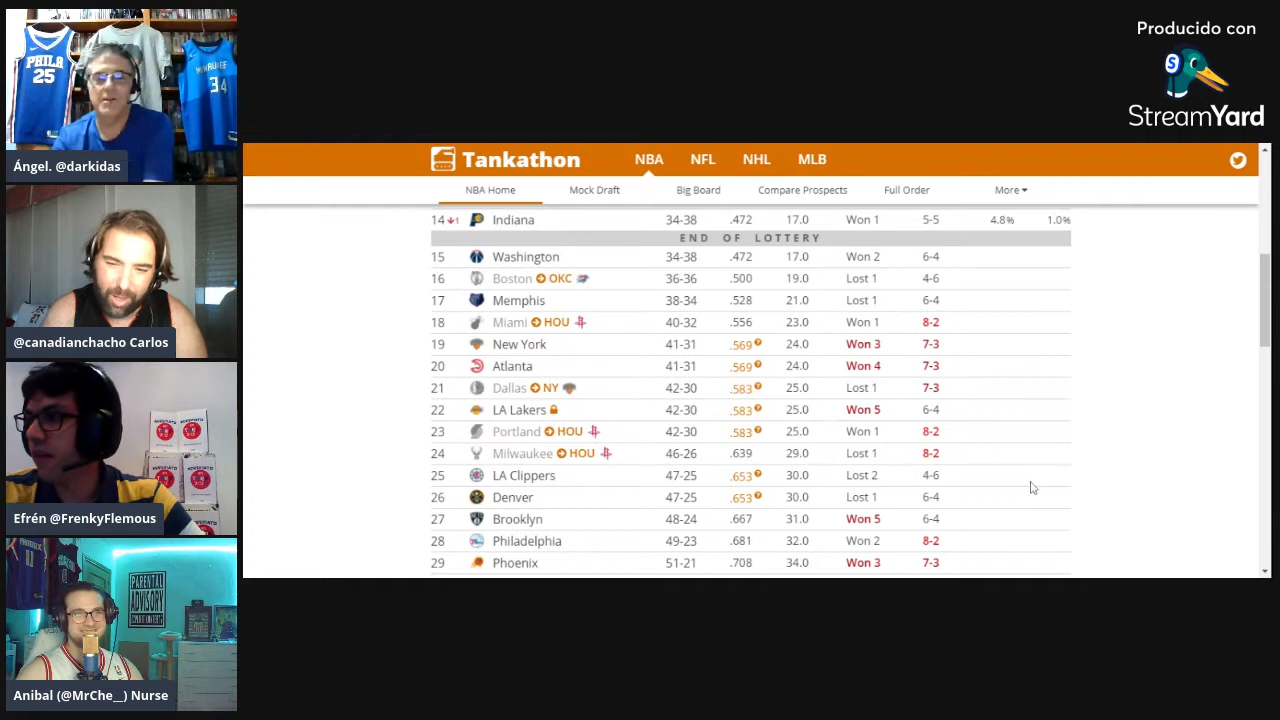 PHILA
25
MILWAUKEE
34
Ángel. @darkidas
@canadianchacho Carlos
Efrén @FrenkyFlemous
PARENTAL
ADVISORY
EXPLICIT CONTENT
Anibal (@MrChe__) Nurse
Producido con
StreamYard
Tankathon NBA NFL NHL MLB
NBA Home Mock Draft Big Board Compare Prospects Full Order More
14 1 Indiana 34-38 .472 17.0 Won 1 5-5 4.8% 1.0%
END OF LOTTERY
15 Washington 34-38 .472 17.0 Won 2 6-4
16 Boston OKC 36-36 .500 19.0 Lost 1 4-6
17 Memphis 38-34 .528 21.0 Lost 1 6-4
18 Miami HOU 40-32 .556 23.0 Won 1 8-2
19 New York 41-31 .569 ? 24.0 Won 3 7-3
20 Atlanta 41-31 .569 ? 24.0 Won 4 7-3
21 Dallas NY 42-30 .583 ? 25.0 Lost 1 7-3
22 LA Lakers 42-30 .583 ? 25.0 Won 5 6-4
23 Portland HOU 42-30 .583 ? 25.0 Won 1 8-2
24 Milwaukee HOU 46-26 .639 29.0 Lost 1 8-2
25 LA Clippers 47-25 .653 ? 30.0 Lost 2 4-6
26 Denver 47-25 .653 ? 30.0 Lost 1 6-4
27 Brooklyn 48-24 .667 31.0 Won 5 6-4
28 Philadelphia 49-23 .681 32.0 Won 2 8-2
29 Phoenix 51-21 .708 34.0 Won 3 7-3